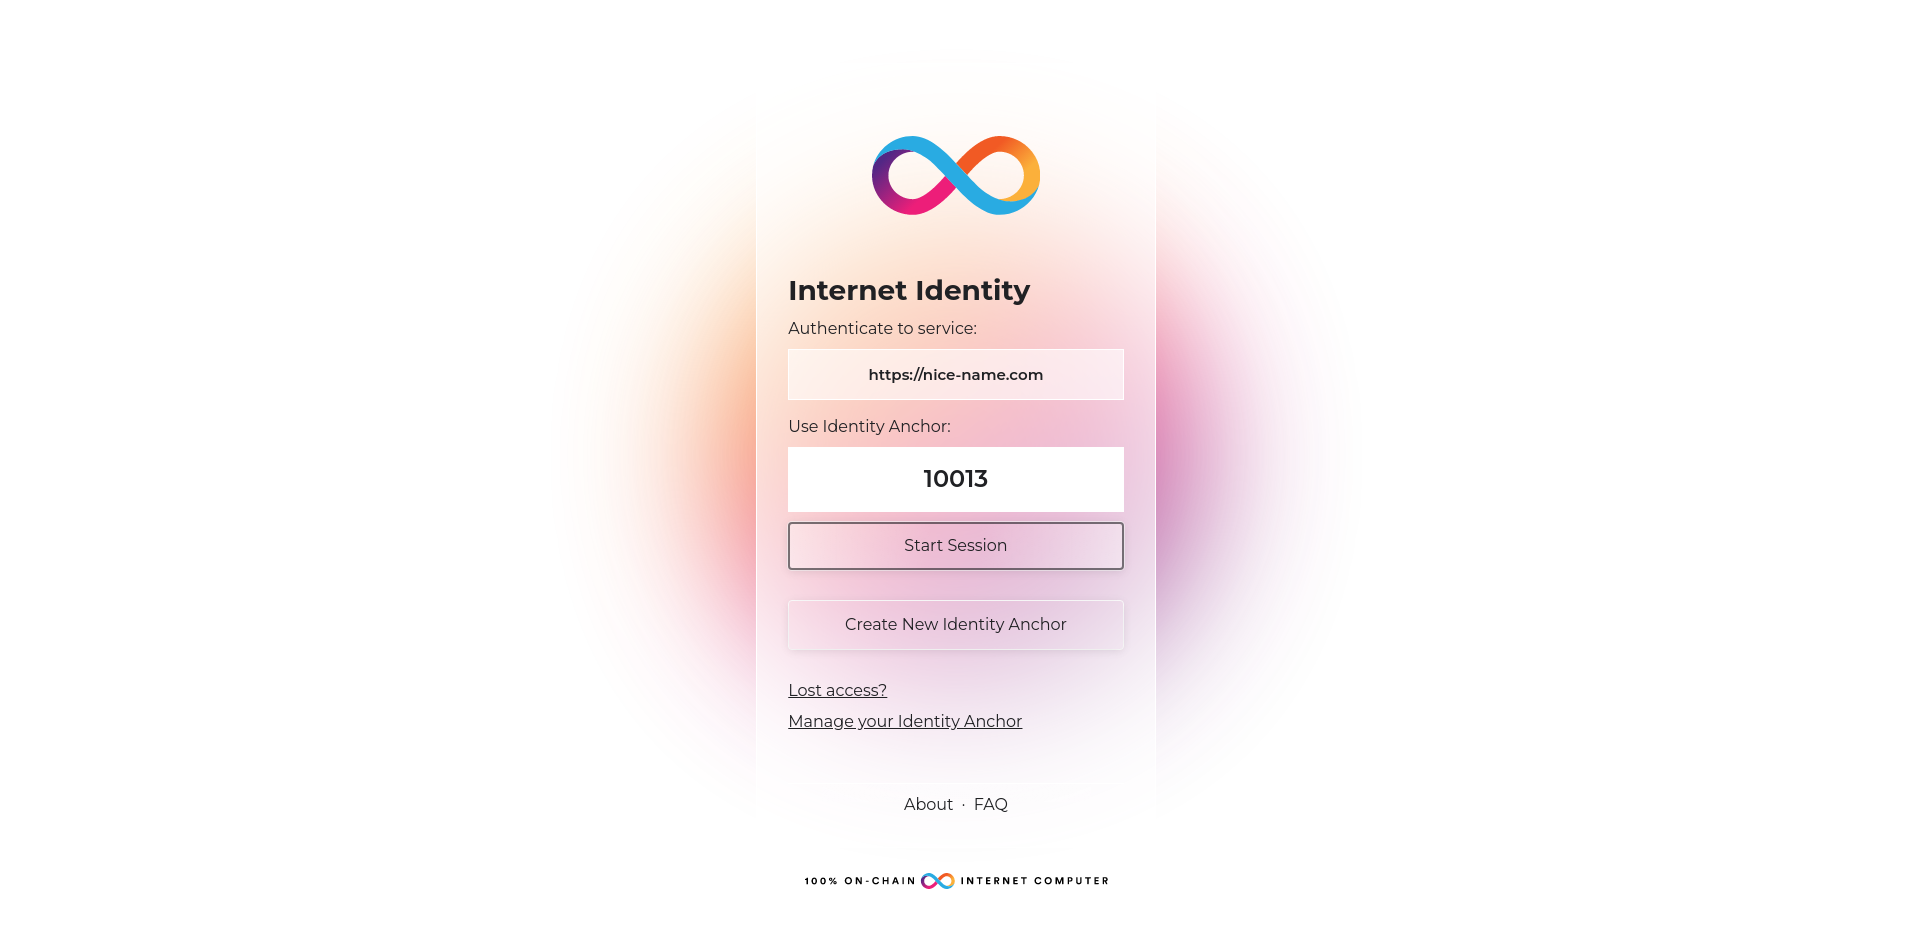 Internet Identity
Authenticate to service:
https://nice-name.com
Use Identity Anchor:
10013
Start Session
Create New Identity Anchor
Lost access?
Manage your Identity Anchor
About · FAQ
100% ON-CHAIN INTERNET COMPUTER